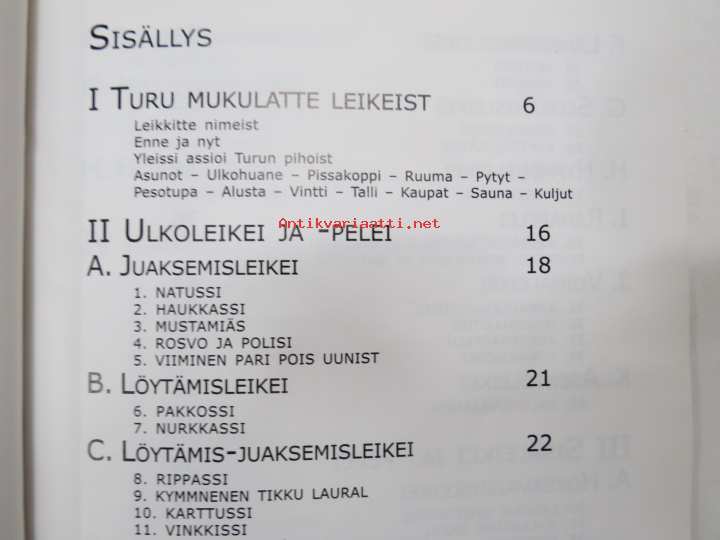 SISÄLLYS
I TURU MUKULATTE LEIKEIST 6
Leikkitte nimeist
Enne ja nyt
Yleissi assioi Turun pihoist
Asunot – Ulkohuane – Pissakoppi – Ruuma – Pytyt –
Pesotupa – Alusta – Vintti – Talli – Kaupat – Sauna – Kuljut
Antikvariaatti.net
II ULKOLEIKEI JA -PELEI 16
A. JUAKSEMISLEIKEI 18
1. NATUSSI
2. HAUKKASSI
3. MUSTAMIÄS
4. ROSVO JA POLISI
5. VIIMINEN PARI POIS UUNIST
B. LÖYTÄMISLEIKEI 21
6. PAKKOSSI
7. NURKKASSI
C. LÖYTÄMIS-JUAKSEMISLEIKEI 22
8. RIPPASSI
9. KYMMNENEN TIKKU LAURAL
10. KARTTUSSI
11. VINKKISSI